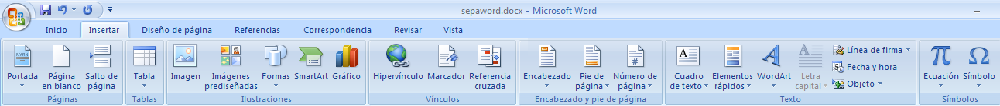 sepaword.docx - Microsoft Word
Inicio Insertar Diseño de página Referencias Correspondencia Revisar Vista
Portada
Página en blanco
Salto de página
Páginas
Tabla
Tablas
Imagen
Imágenes prediseñadas
Formas
SmartArt
Gráfico
Ilustraciones
Hipervínculo
Marcador
Referencia cruzada
Vínculos
Encabezado
Pie de página
#
Número de página
Encabezado y pie de página
A
Cuadro de texto
Elementos rápidos
A
WordArt
A
Letra capital
Línea de firma
Fecha y hora
Objeto
Texto
π
Ecuación
Ω
Símbolo
Símbolos